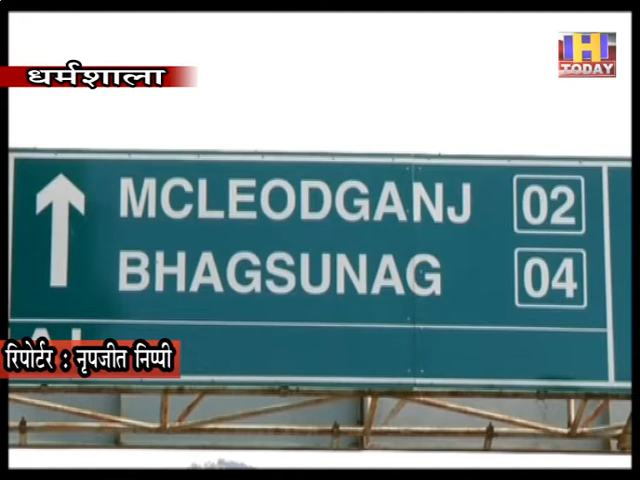 धर्मशाला
H
TODAY
MCLEODGANJ 02
BHAGSUNAG 04
रिपोर्टर : नृपजीत निप्पी